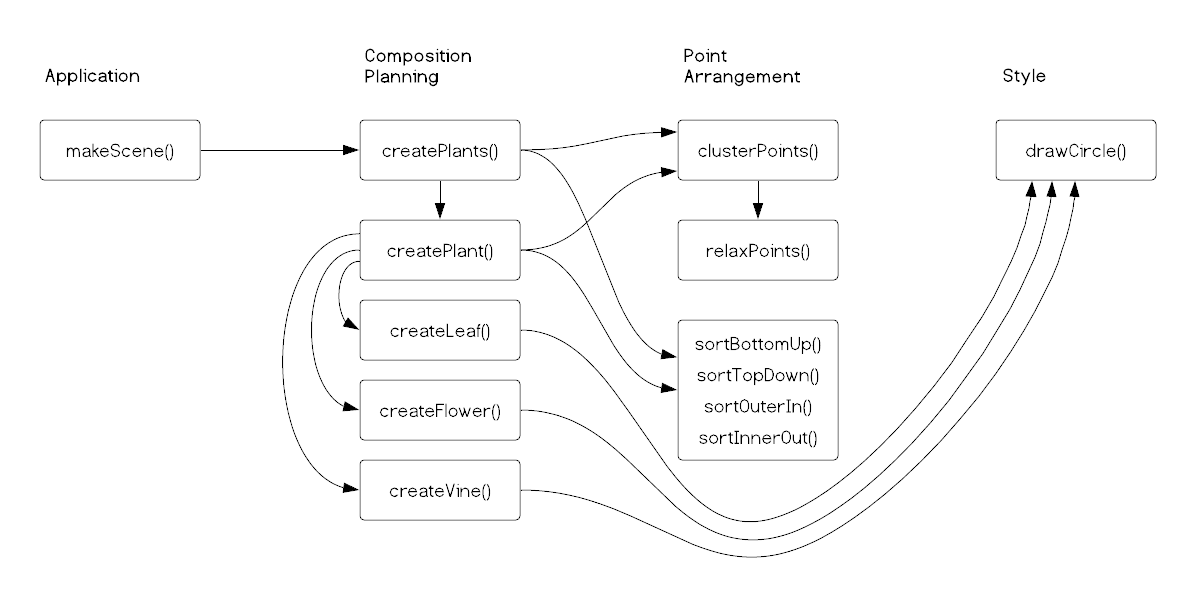 Application
makeScene()
Composition
Planning
createPlants()
createPlant()
createLeaf()
createFlower()
createVine()
Point
Arrangement
clusterPoints()
relaxPoints()
sortBottomUp()
sortTopDown()
sortOuterIn()
sortInnerOut()
Style
drawCircle()